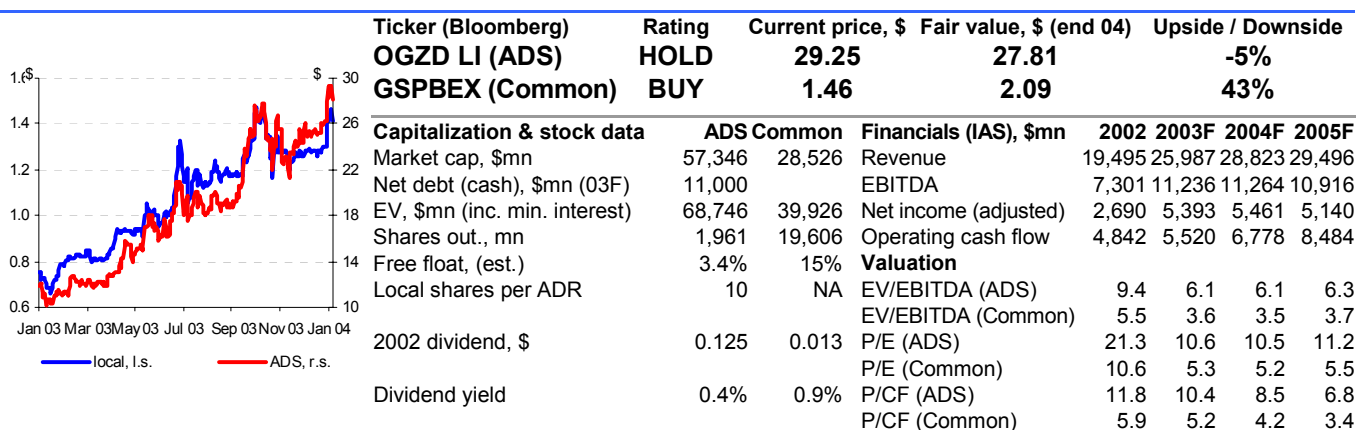 Ticker (Bloomberg) Rating Current price, $ Fair value, $ (end 04) Upside / Downside
OGZD LI (ADS) HOLD 29.25 27.81 -5%
GSPBEX (Common) BUY 1.46 2.09 43%
1.6 $ $ 30
1.4 26
1.2 22
1.0 18
0.8 14
0.6 10
Jan 03 Mar 03 May 03 Jul 03 Sep 03 Nov 03 Jan 04
local, l.s. ADS, r.s.
Capitalization & stock data ADS Common Financials (IAS), $mn 2002 2003F 2004F 2005F
Market cap, $mn 57,346 28,526 Revenue 19,495 25,987 28,823 29,496
Net debt (cash), $mn (03F) 11,000 EBITDA 7,301 11,236 11,264 10,916
EV, $mn (inc. min. interest) 68,746 39,926 Net income (adjusted) 2,690 5,393 5,461 5,140
Shares out., mn 1,961 19,606 Operating cash flow 4,842 5,520 6,778 8,484
Free float, (est.) 3.4% 15% Valuation
Local shares per ADR 10 NA EV/EBITDA (ADS) 9.4 6.1 6.1 6.3
EV/EBITDA (Common) 5.5 3.6 3.5 3.7
2002 dividend, $ 0.125 0.013 P/E (ADS) 21.3 10.6 10.5 11.2
P/E (Common) 10.6 5.3 5.2 5.5
Dividend yield 0.4% 0.9% P/CF (ADS) 11.8 10.4 8.5 6.8
P/CF (Common) 5.9 5.2 4.2 3.4